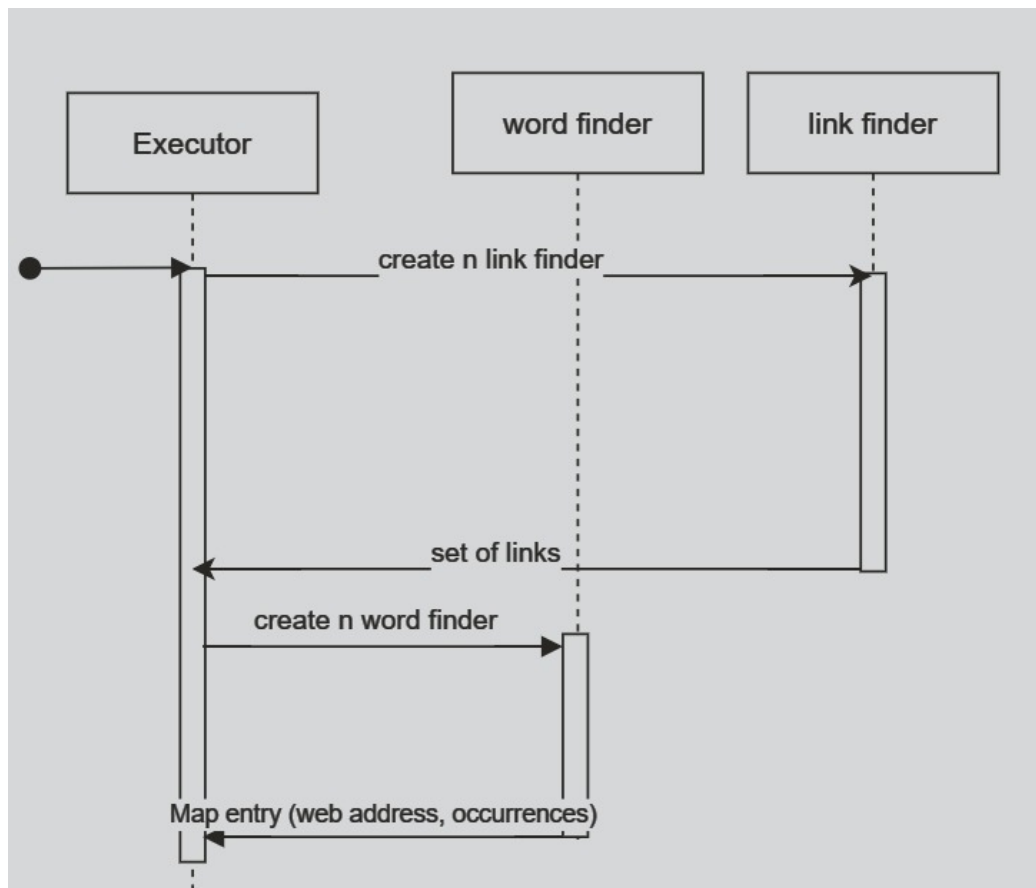 Executor
word finder
link finder
create n link finder
set of links
create n word finder
Map entry (web address, occurrences)